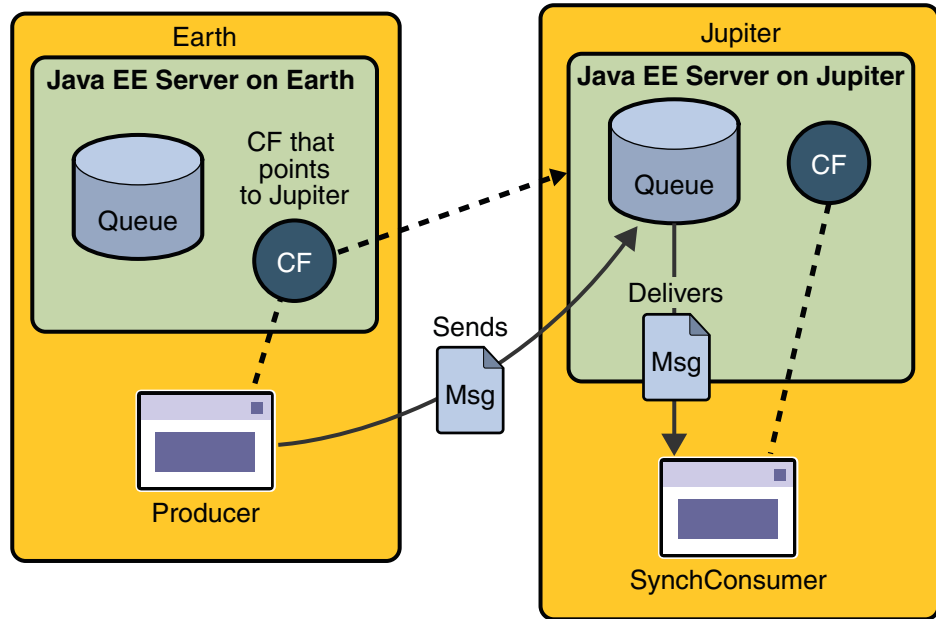 Earth
Java EE Server on Earth
Queue
CF that
points
to Jupiter
CF
Producer
Sends
Msg
Jupiter
Java EE Server on Jupiter
Queue
CF
Delivers
Msg
SynchConsumer